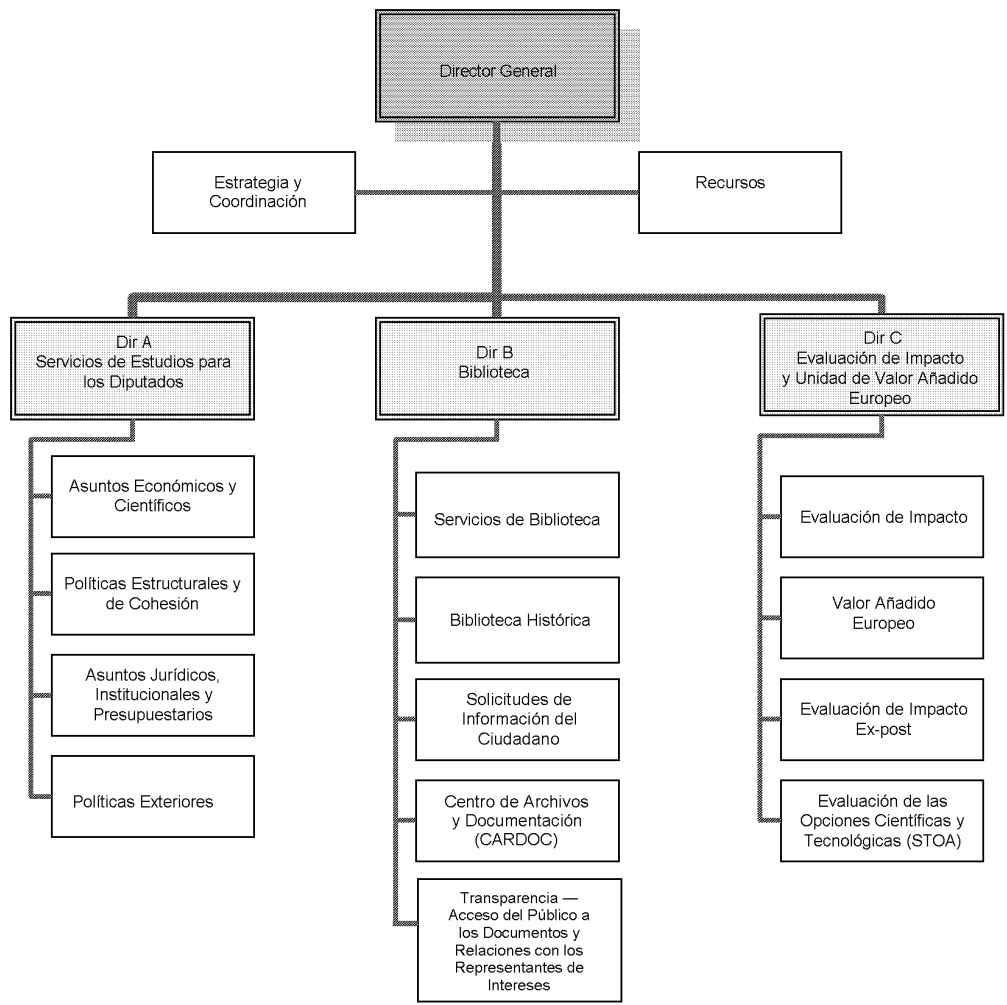 Director General
Estrategia y
Coordinación
Recursos
Dir A
Servicios de Estudios para
los Diputados
Dir B
Biblioteca
Dir C
Evaluación de Impacto
y Unidad de Valor Añadido
Europeo
Asuntos Económicos y
Científicos
Políticas Estructurales y
de Cohesión
Asuntos Jurídicos,
Institucionales y
Presupuestarios
Políticas Exteriores
Servicios de Biblioteca
Biblioteca Histórica
Solicitudes de
Información del
Ciudadano
Centro de Archivos
y Documentación
(CARDOC)
Transparencia —
Acceso del Público a
los Documentos y
Relaciones con los
Representantes de
Intereses
Evaluación de Impacto
Valor Añadido
Europeo
Evaluación de Impacto
Ex-post
Evaluación de las
Opciones Científicas y
Tecnológicas (STOA)